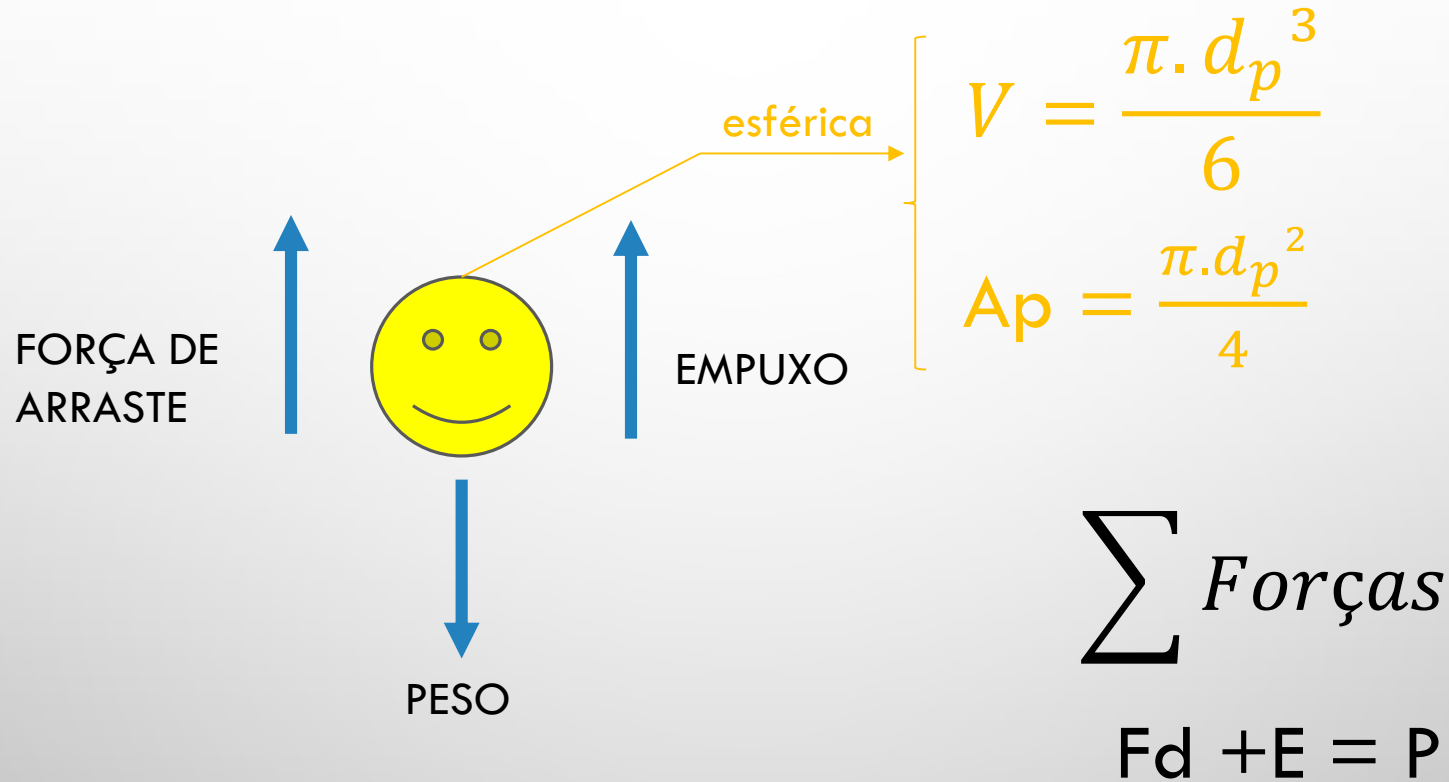 esférica
V = π.dₚ³/6
Ap = π.dₚ²/4
FORÇA DE
ARRASTE
EMPUXO
PESO
∑ Forças
Fd +E = P